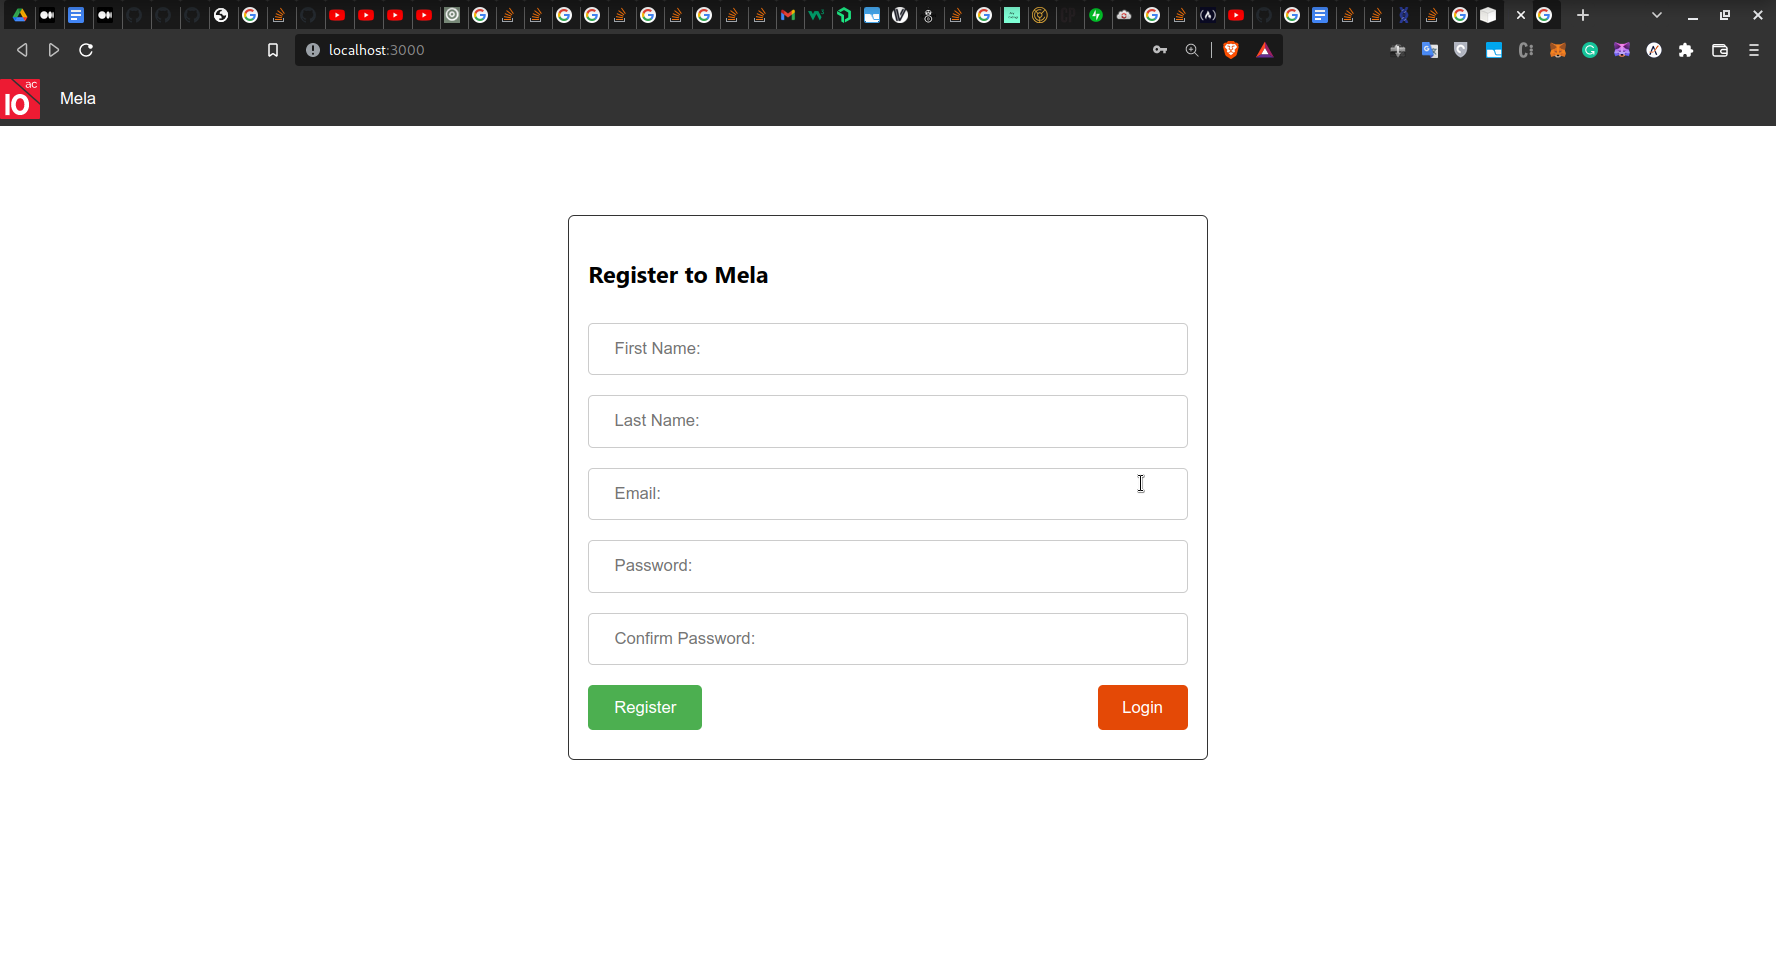 localhost:3000
ac
IO
Mela
Register to Mela
First Name:
Last Name:
Email:
Password:
Confirm Password:
Register
Login